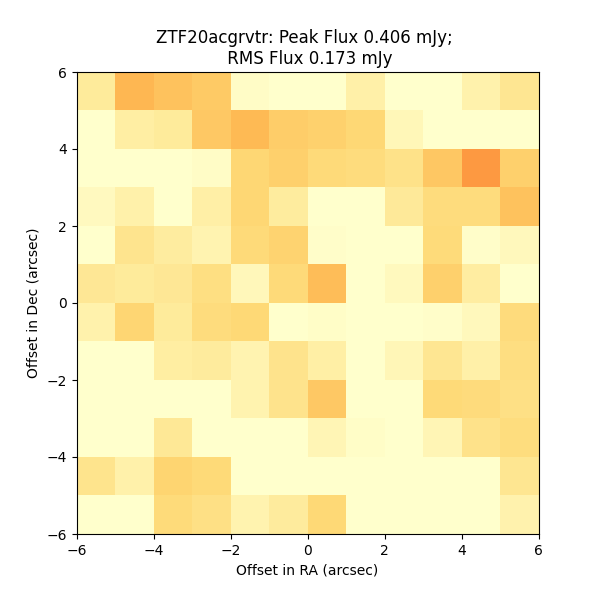 ZTF20acgrvtr: Peak Flux 0.406 mJy;
RMS Flux 0.173 mJy
6
4
2
0
−2
−4
−6
Offset in Dec (arcsec)
−6 −4 −2 0 2 4 6
Offset in RA (arcsec)